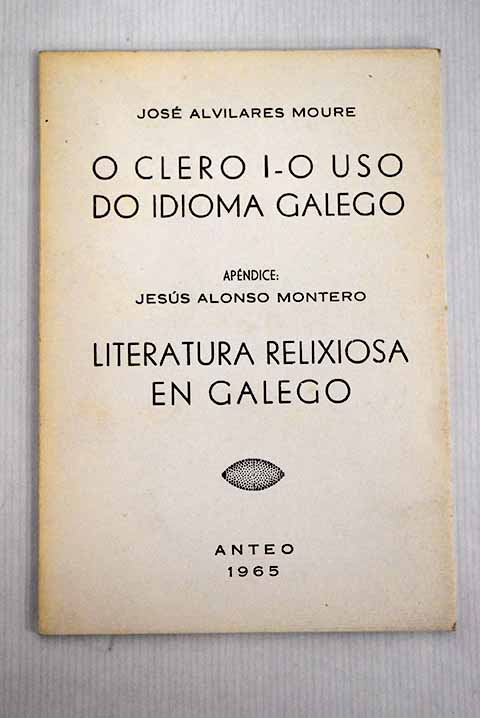 JOSÉ ALVILARES MOURE
O CLERO I-O USO
DO IDIOMA GALEGO
APÉNDICE:
JESÚS ALONSO MONTERO
LITERATURA RELIXIOSA
EN GALEGO
ANTEO
1965